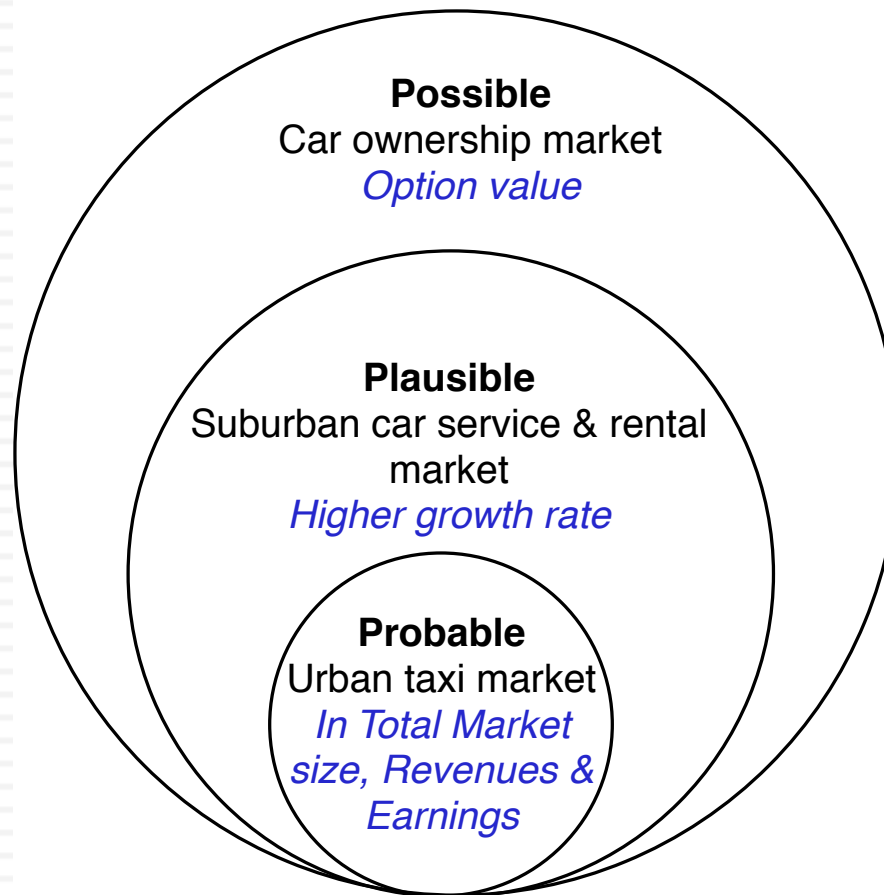 Possible
Car ownership market
Option value
Plausible
Suburban car service & rental
market
Higher growth rate
Probable
Urban taxi market
In Total Market
size, Revenues &
Earnings